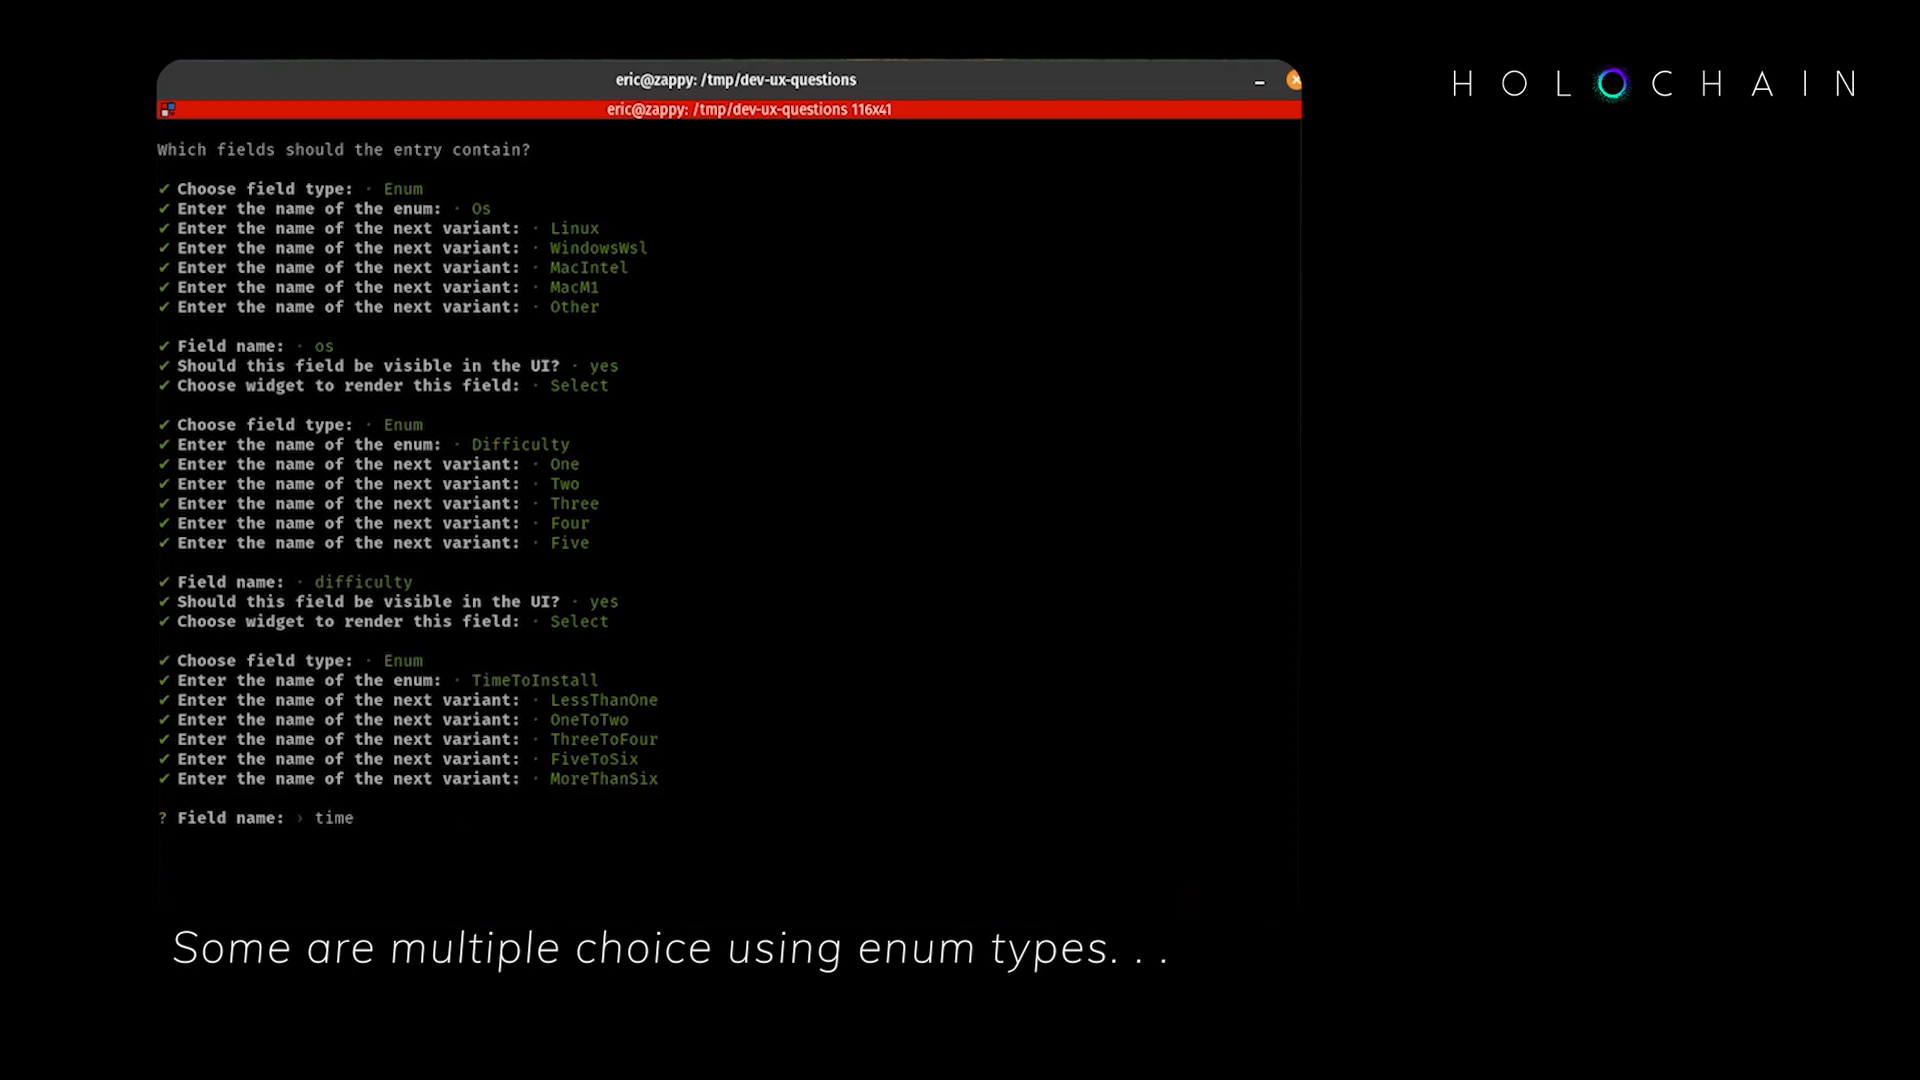 eric@zappy: /tmp/dev-ux-questions
HOLOCHAIN
eric@zappy: /tmp/dev-ux-questions 116x41
Which fields should the entry contain?
✔ Choose field type: · Enum
✔ Enter the name of the enum: · Os
✔ Enter the name of the next variant: · Linux
✔ Enter the name of the next variant: · WindowsWsl
✔ Enter the name of the next variant: · MacIntel
✔ Enter the name of the next variant: · MacM1
✔ Enter the name of the next variant: · Other
✔ Field name: · os
✔ Should this field be visible in the UI? · yes
✔ Choose widget to render this field: · Select
✔ Choose field type: · Enum
✔ Enter the name of the enum: · Difficulty
✔ Enter the name of the next variant: · One
✔ Enter the name of the next variant: · Two
✔ Enter the name of the next variant: · Three
✔ Enter the name of the next variant: · Four
✔ Enter the name of the next variant: · Five
✔ Field name: · difficulty
✔ Should this field be visible in the UI? · yes
✔ Choose widget to render this field: · Select
✔ Choose field type: · Enum
✔ Enter the name of the enum: · TimeToInstall
✔ Enter the name of the next variant: · LessThanOne
✔ Enter the name of the next variant: · OneToTwo
✔ Enter the name of the next variant: · ThreeToFour
✔ Enter the name of the next variant: · FiveToSix
✔ Enter the name of the next variant: · MoreThanSix
? Field name: › time
Some are multiple choice using enum types. . .